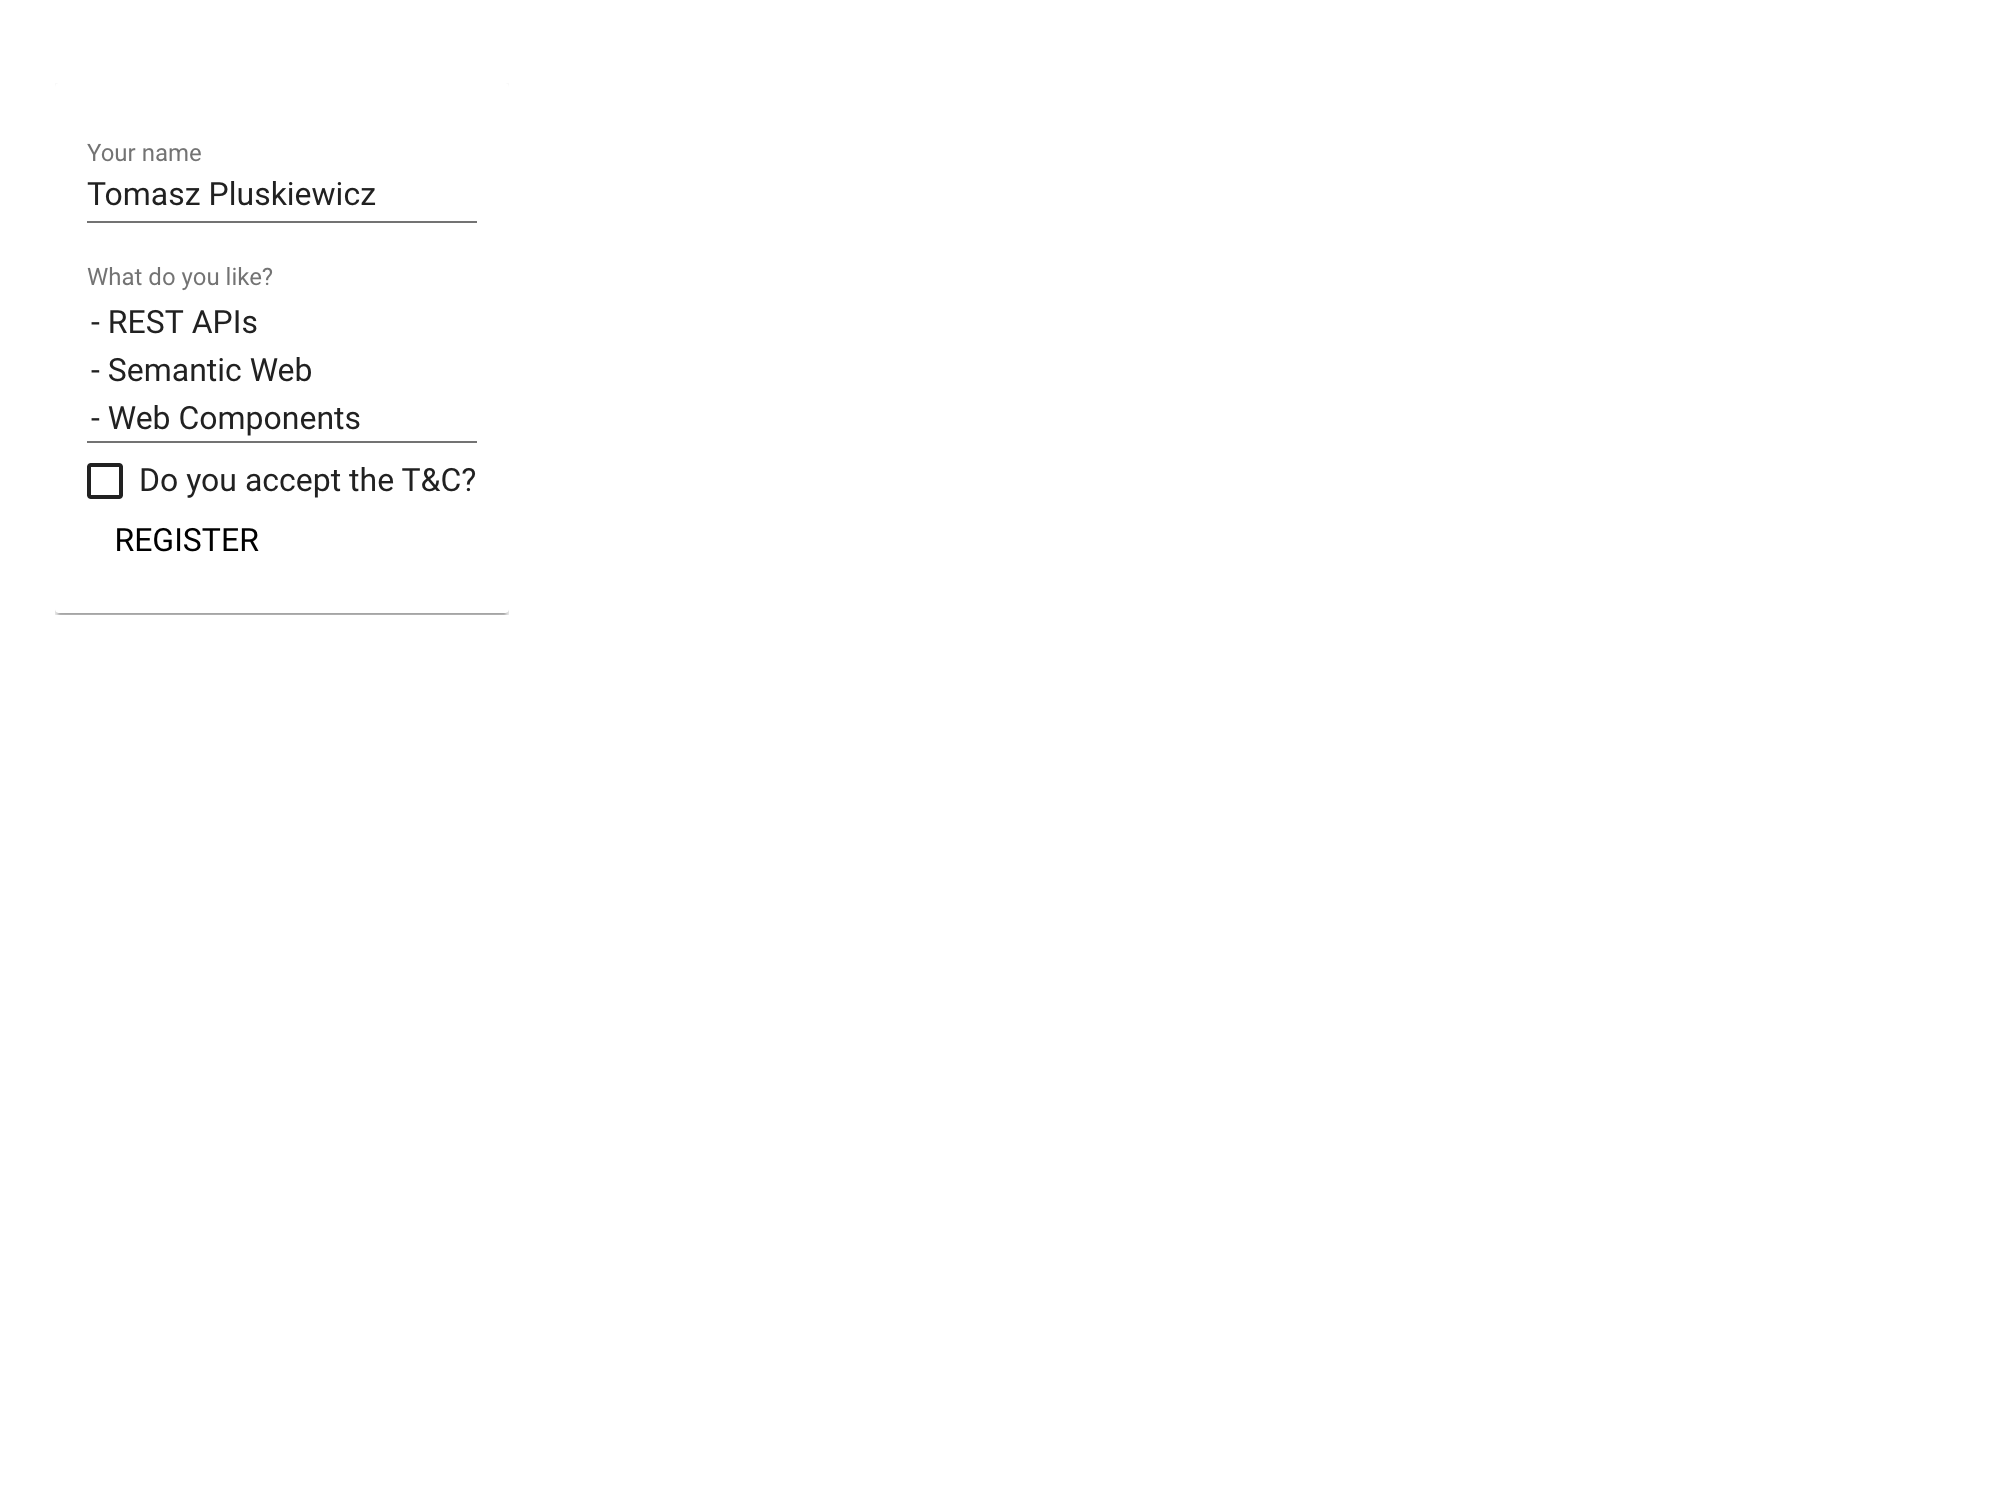 Your name
Tomasz Pluskiewicz
What do you like?
- REST APIs
- Semantic Web
- Web Components
Do you accept the T&C?
REGISTER